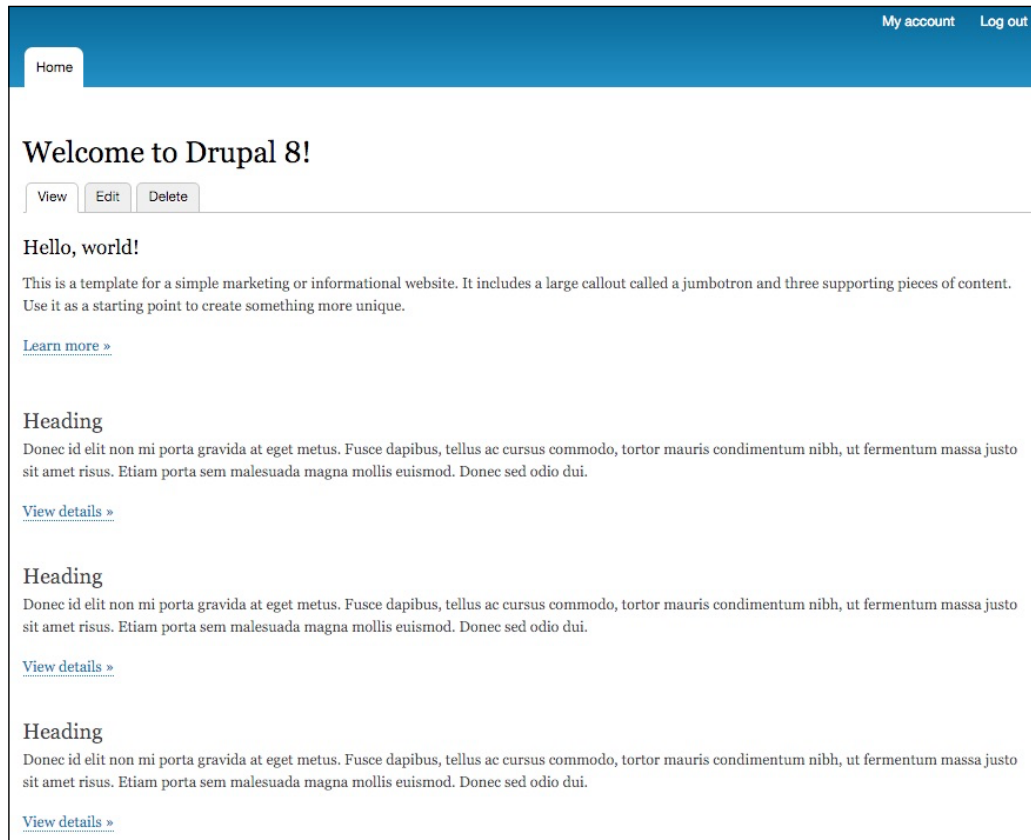 My account Log out
Home
Welcome to Drupal 8!
View Edit Delete
Hello, world!
This is a template for a simple marketing or informational website. It includes a large callout called a jumbotron and three supporting pieces of content.
Use it as a starting point to create something more unique.
Learn more »
Heading
Donec id elit non mi porta gravida at eget metus. Fusce dapibus, tellus ac cursus commodo, tortor mauris condimentum nibh, ut fermentum massa justo
sit amet risus. Etiam porta sem malesuada magna mollis euismod. Donec sed odio dui.
View details »
Heading
Donec id elit non mi porta gravida at eget metus. Fusce dapibus, tellus ac cursus commodo, tortor mauris condimentum nibh, ut fermentum massa justo
sit amet risus. Etiam porta sem malesuada magna mollis euismod. Donec sed odio dui.
View details »
Heading
Donec id elit non mi porta gravida at eget metus. Fusce dapibus, tellus ac cursus commodo, tortor mauris condimentum nibh, ut fermentum massa justo
sit amet risus. Etiam porta sem malesuada magna mollis euismod. Donec sed odio dui.
View details »